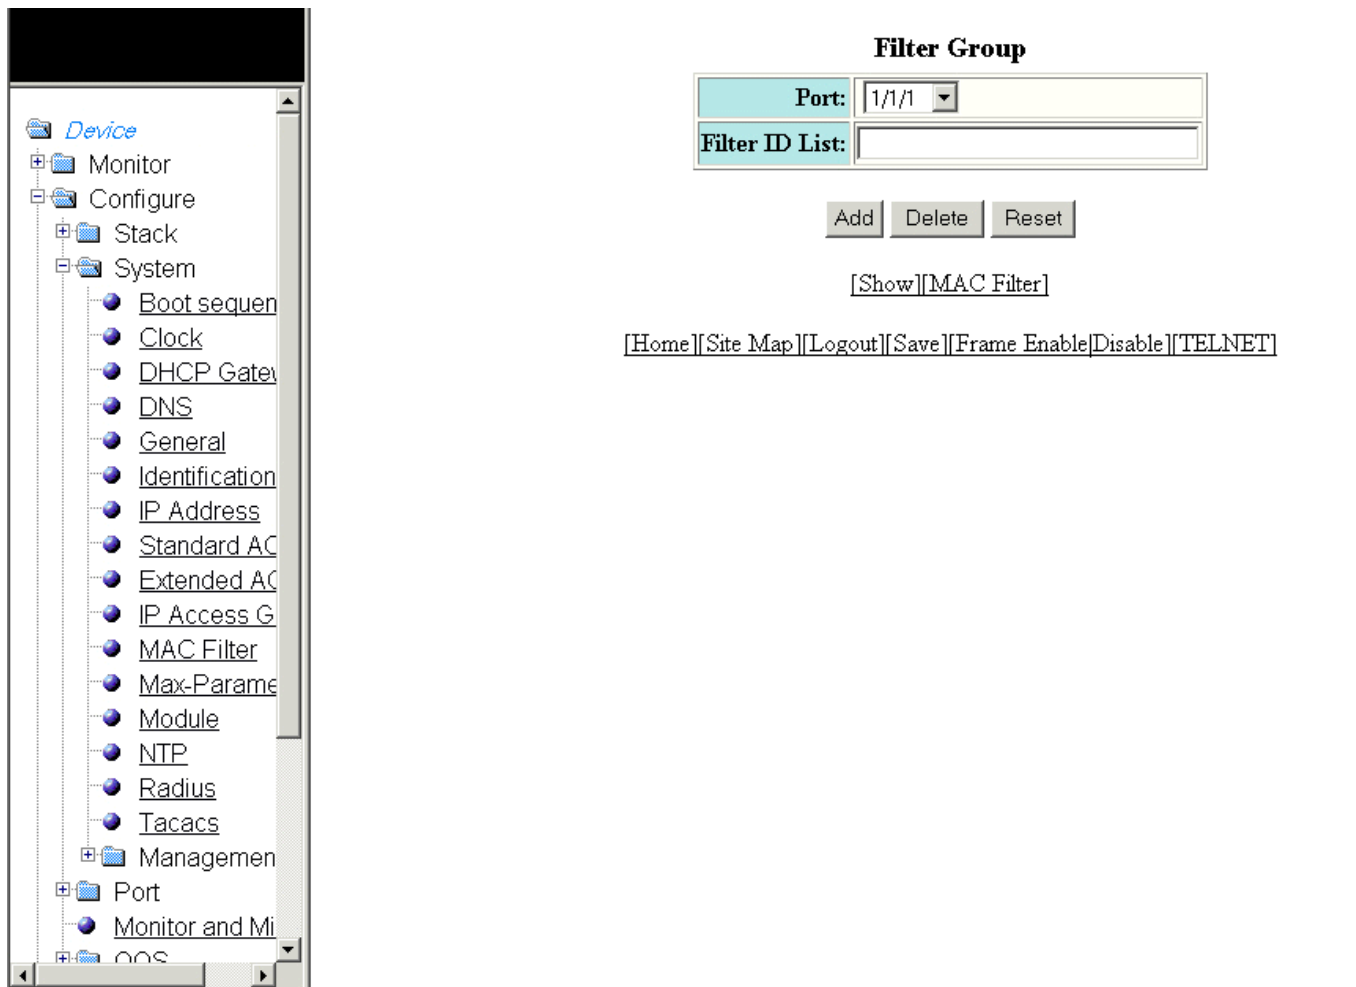 Device
Monitor
Configure
Stack
System
Boot sequen
Clock
DHCP Gatew
DNS
General
Identification
IP Address
Standard AC
Extended AC
IP Access G
MAC Filter
Max-Parame
Module
NTP
Radius
Tacacs
Managemen
Port
Monitor and Mi
QOS
Filter Group
Port: 1/1/1
Filter ID List:
Add Delete Reset
[Show][MAC Filter]
[Home][Site Map][Logout][Save][Frame Enable|Disable][TELNET]